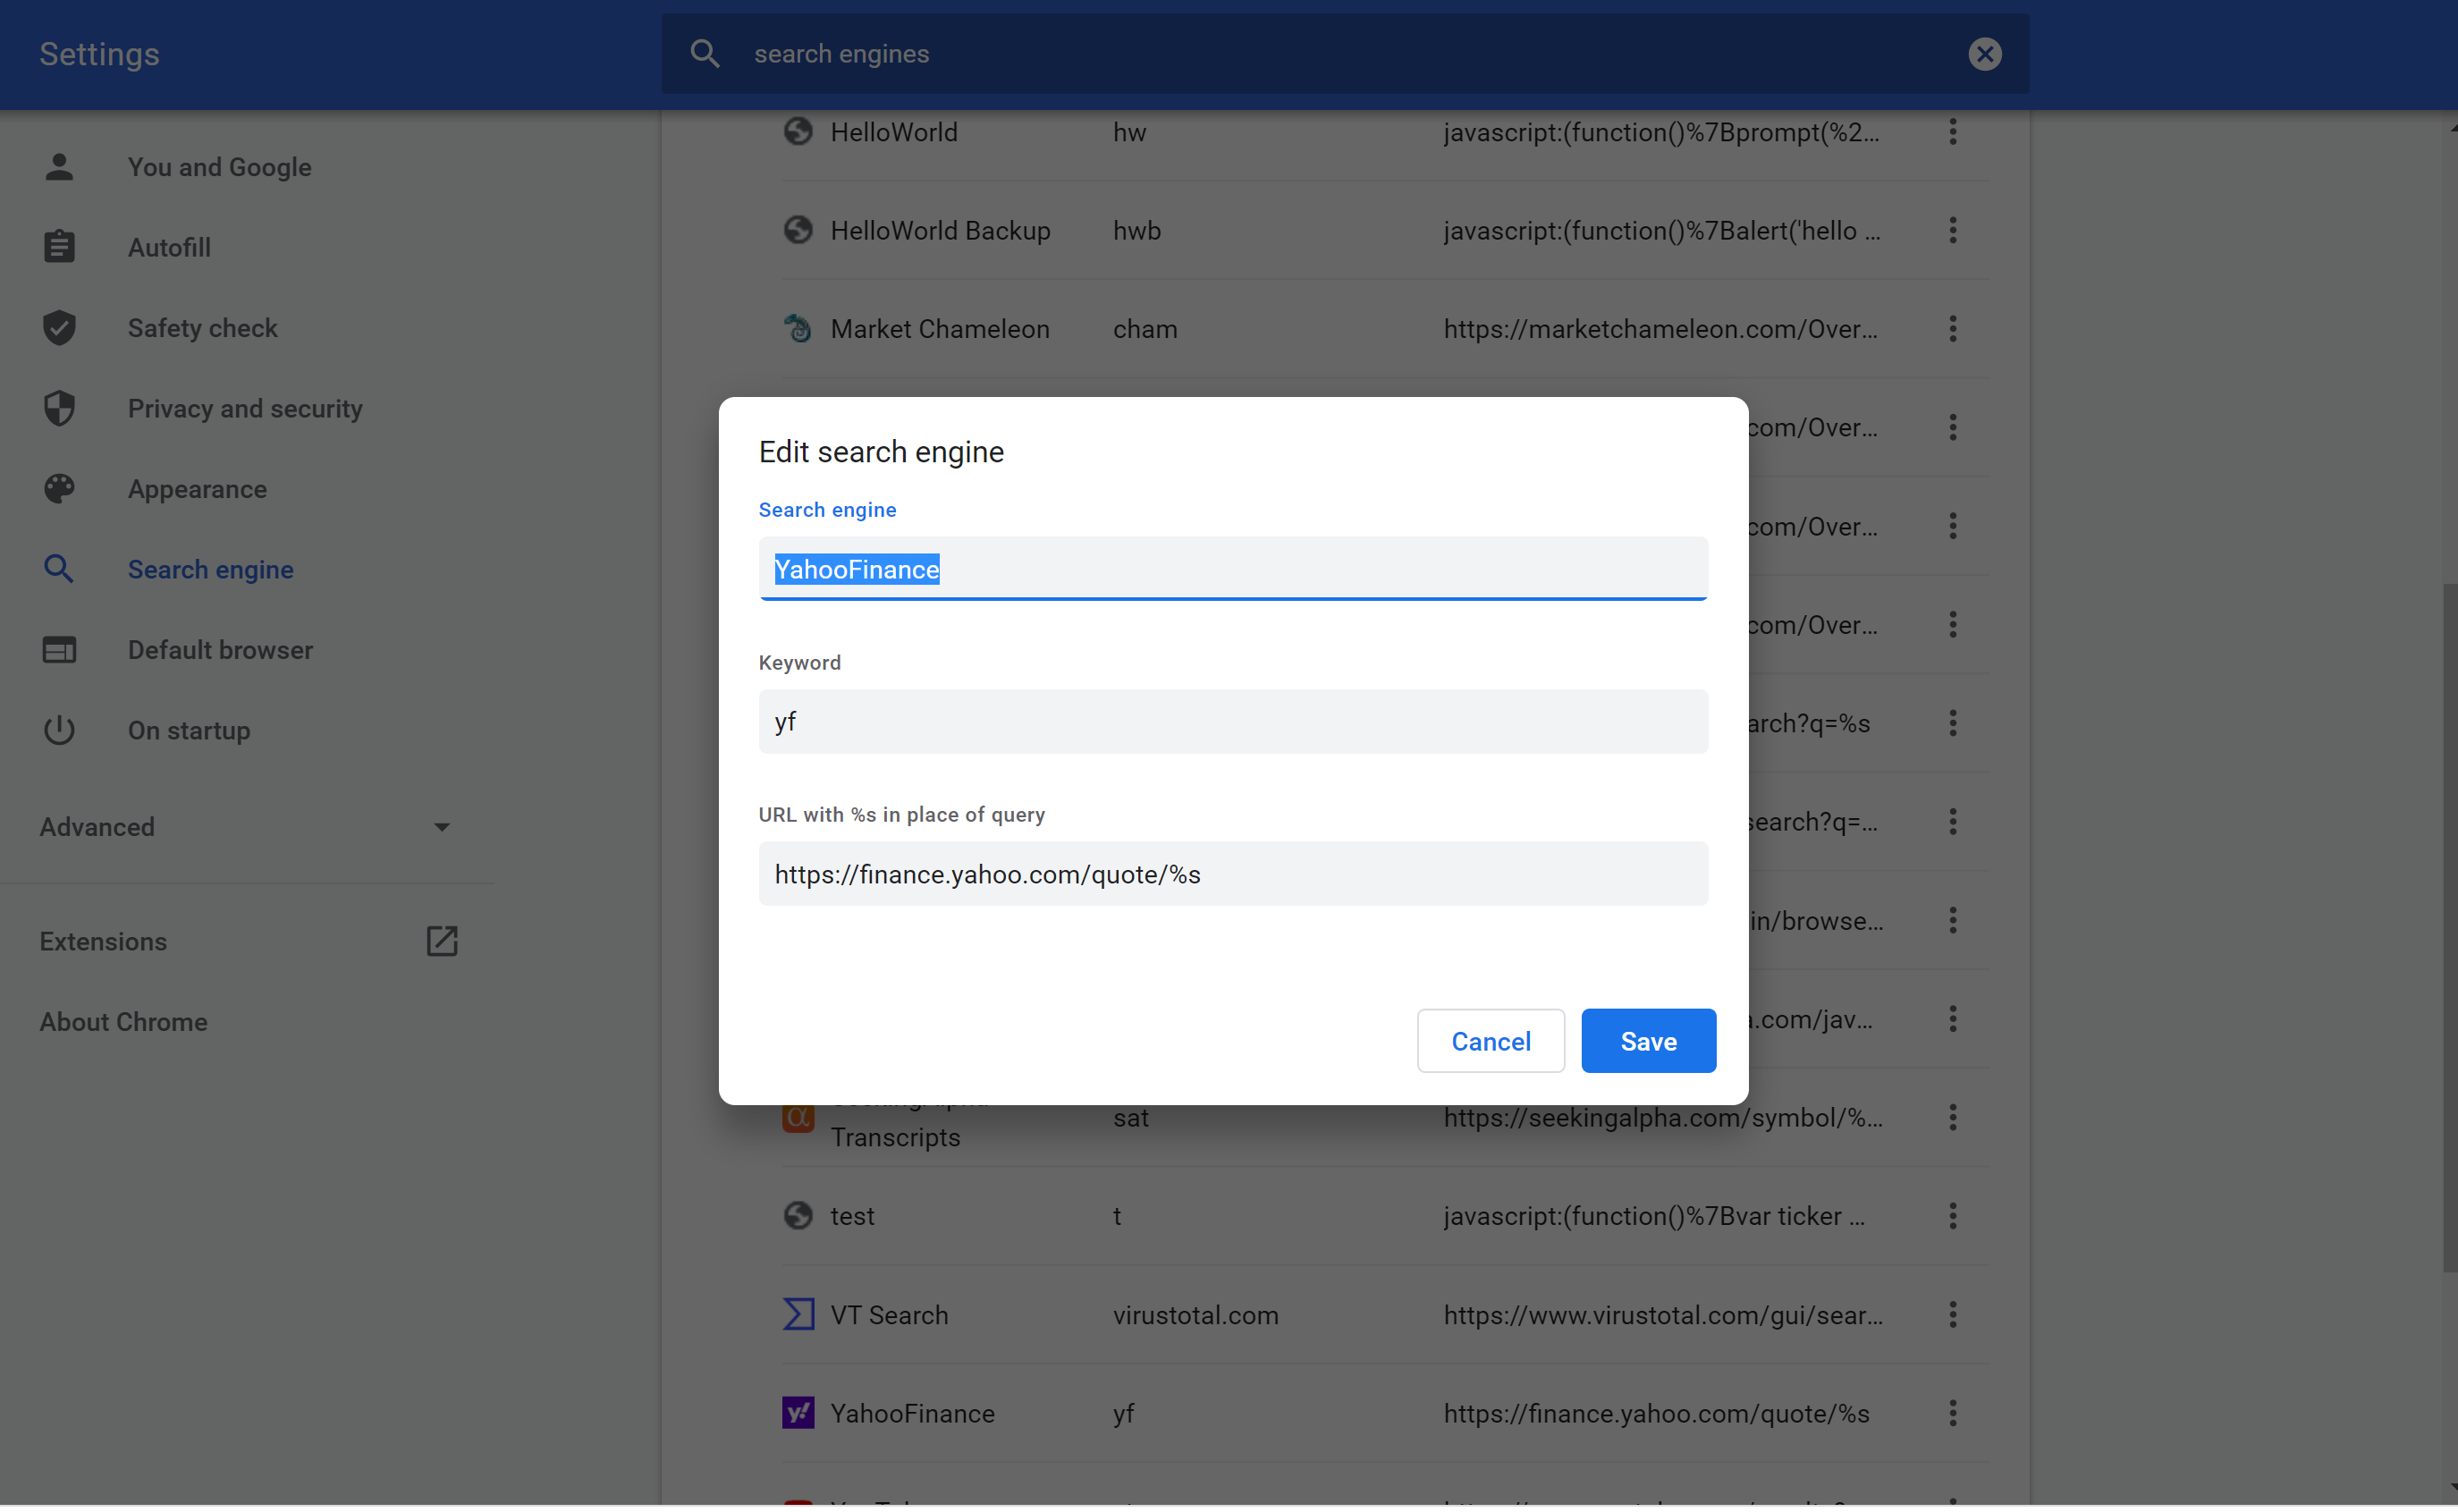 Settings
search engines
You and Google
Autofill
Safety check
Privacy and security
Appearance
Search engine
Default browser
On startup
Advanced
Extensions
About Chrome
HelloWorld hw javascript:(function()%7Bprompt(%2...
HelloWorld Backup hwb javascript:(function()%7Balert('hello ...
Market Chameleon cham https://marketchameleon.com/Over...
com/Over...
com/Over...
com/Over...
arch?q=%s
search?q=...
in/browse...
a.com/jav...
Edit search engine
Search engine
YahooFinance
Keyword
yf
URL with %s in place of query
https://finance.yahoo.com/quote/%s
Cancel Save
Transcripts sat https://seekingalpha.com/symbol/%...
test t javascript:(function()%7Bvar ticker ...
VT Search virustotal.com https://www.virustotal.com/gui/sear...
YahooFinance yf https://finance.yahoo.com/quote/%s